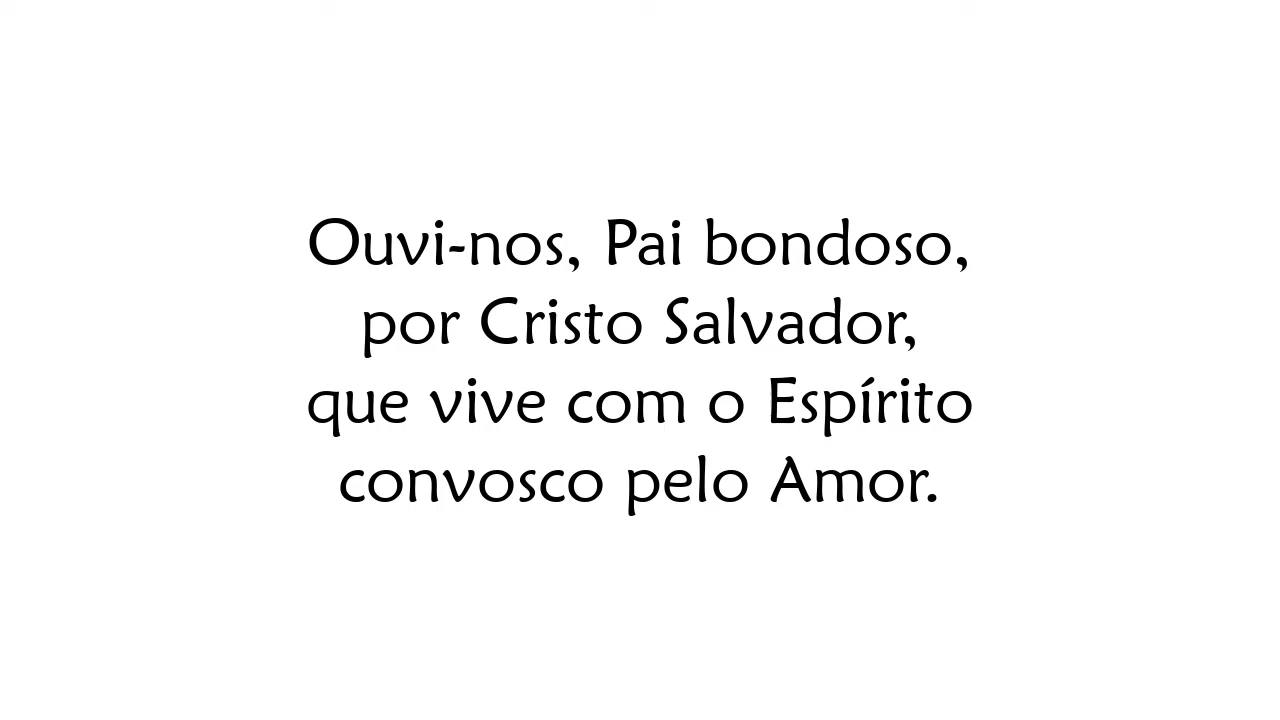 Ouvi-nos, Pai bondoso,
por Cristo Salvador,
que vive com o Espírito
convosco pelo Amor.